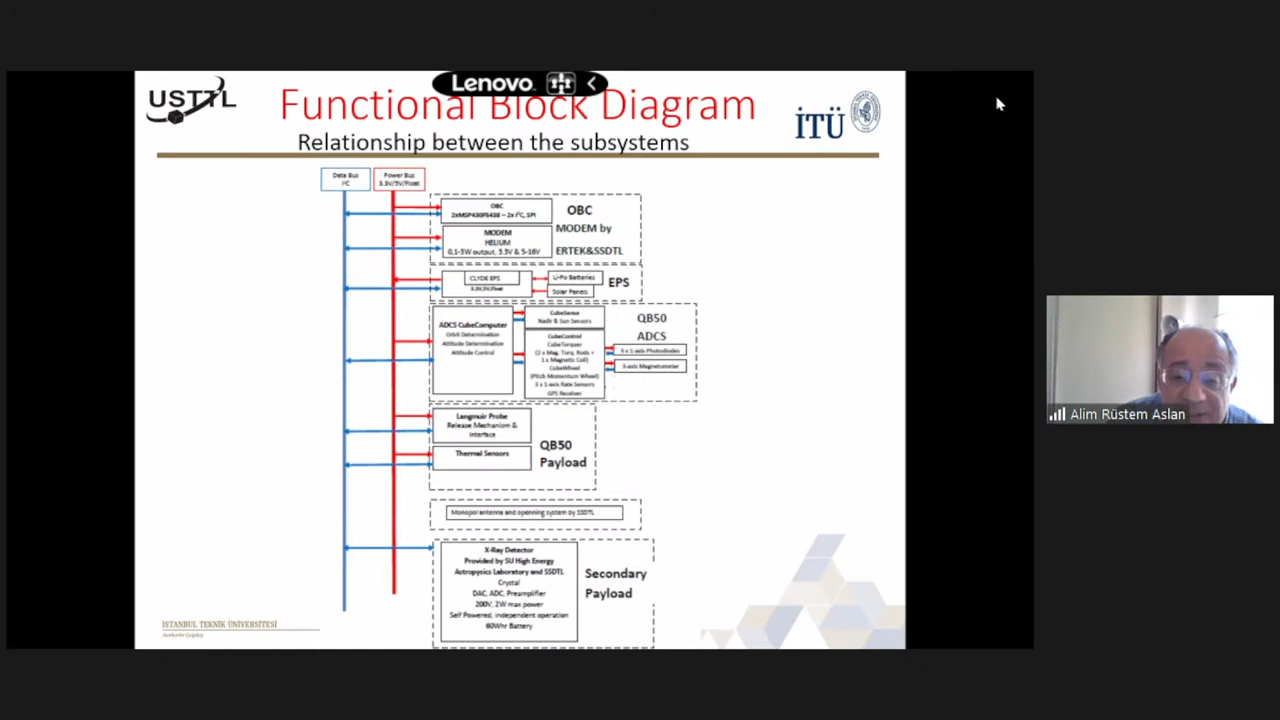 Lenovo
USTTL
Functional Block Diagram
İTÜ
Relationship between the subsystems
Data Bus
I²C
Power Bus
3.3V/5V/Float
OBC
2xMSP430F5438 – 2x I²C, SPI
MODEM
HELIUM
0,1-3W output, 3.3V & 5-16V
OBC
MODEM by
ERTEK&SSDTL
CLYDE EPS
3.3V/5V/Float
Li-Po Batteries
Solar Panels
EPS
ADCS CubeComputer
Orbit Determination
Attitude Determination
Attitude Control
CubeSense
Nadir & Sun Sensors
CubeControl
CubeTorquer
(2 x Mag. Torq. Rods +
1 x Magnetic Coil)
CubeWheel
(Pitch Momentum Wheel)
3 x 1-axis Rate Sensors
GPS Receiver
QB50
ADCS
x 1-axis Photodiodes
3-axis Magnetometer
Langmuir Probe
Release Mechanism &
Interface
Thermal Sensors
QB50
Payload
Monopol antenna and openning system by SSDTL
X-Ray Detector
Provided by SU High Energy
Astropysics Laboratory and SSDTL
Crystal
DAC, ADC, Preamplifier
200V, 2W max power
Self Powered, independent operation
60Whr Battery
Secondary
Payload
İSTANBUL TEKNİK ÜNİVERSİTESİ
Alim Rüstem Aslan